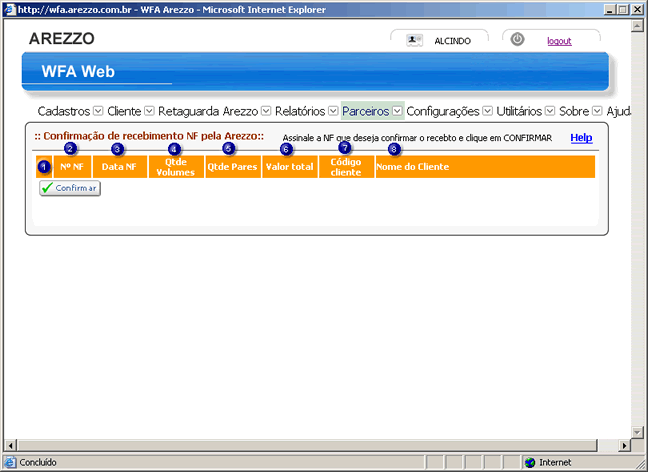 http://wfa.arezzo.com.br - WFA Arezzo - Microsoft Internet Explorer
AREZZO
ALCINDO
logout
WFA Web
Cadastros Cliente Retaguarda Arezzo Relatórios Parceiros Configurações Utilitários Sobre Ajud
:: Confirmação de recebimento NF pela Arezzo:: Assinale a NF que deseja confirmar o recebto e clique em CONFIRMAR Help
1 2 3 4 5 6 7 8
Nº NF Data NF Qtde Volumes Qtde Pares Valor total Código cliente Nome do Cliente
Confirmar
Concluído Internet